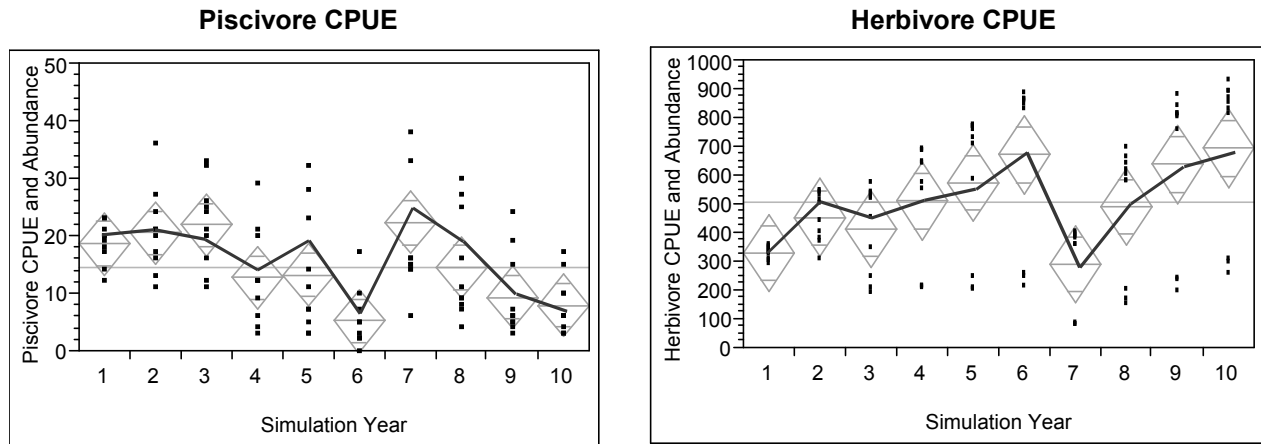 Piscivore CPUE
Piscivore CPUE and Abundance
50
40
30
20
10
0
1 2 3 4 5 6 7 8 9 10
Simulation Year
Herbivore CPUE
Herbivore CPUE and Abundance
1000
900
800
700
600
500
400
300
200
100
0
1 2 3 4 5 6 7 8 9 10
Simulation Year